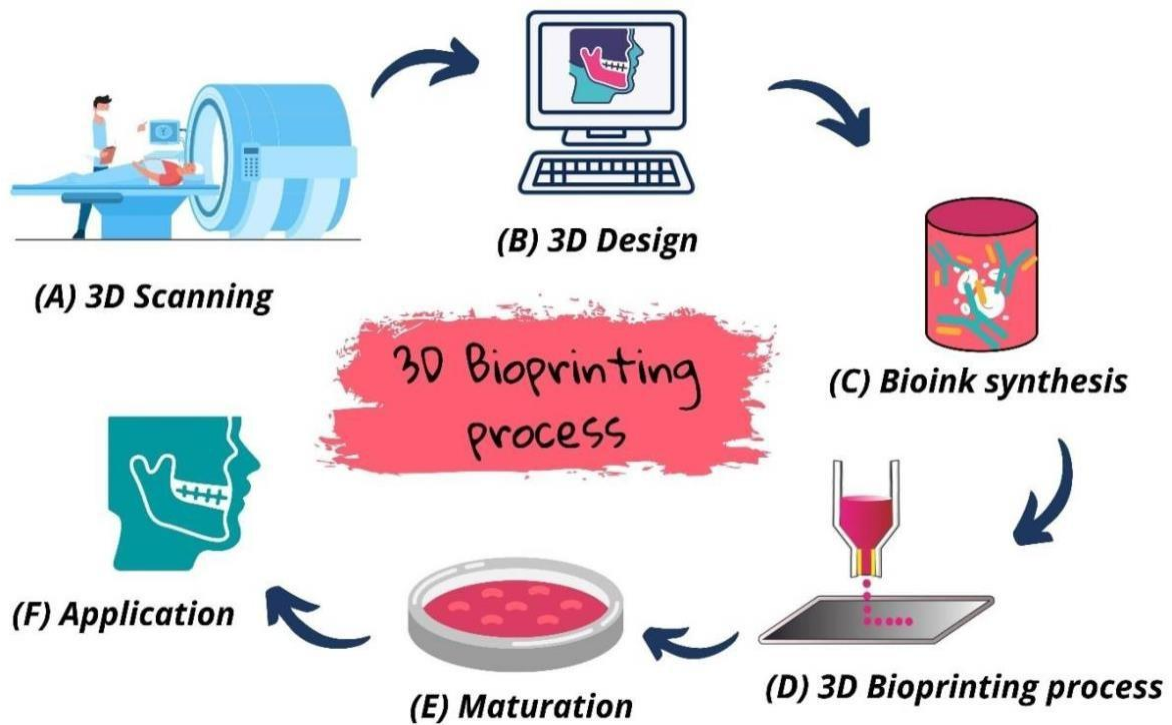 (A) 3D Scanning
(B) 3D Design
(C) Bioink synthesis
3D Bioprinting
process
(D) 3D Bioprinting process
(E) Maturation
(F) Application